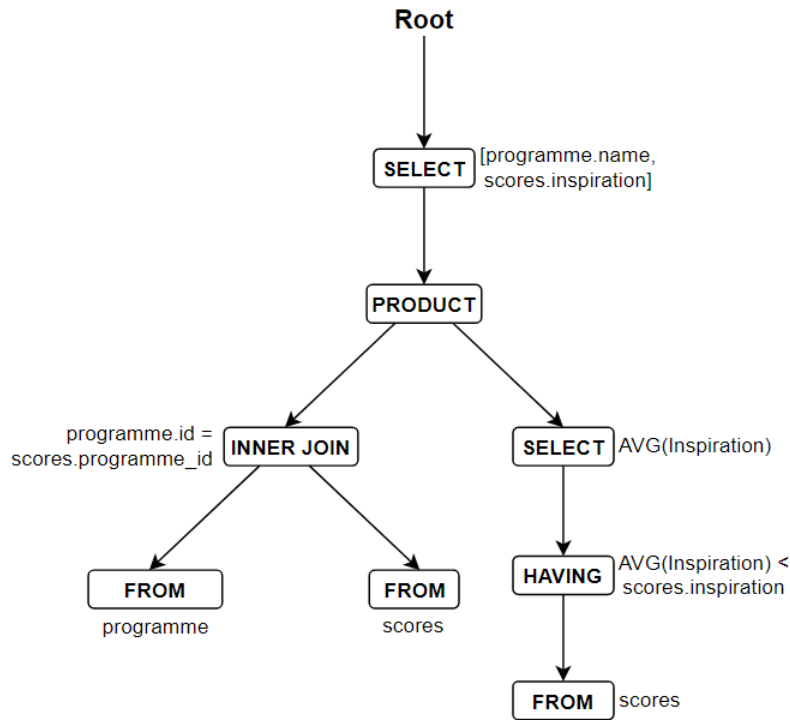 Root
SELECT
[programme.name,
scores.inspiration]
PRODUCT
programme.id =
scores.programme_id
INNER JOIN
SELECT
AVG(Inspiration)
FROM
programme
FROM
scores
HAVING
AVG(Inspiration) <
scores.inspiration
FROM
scores